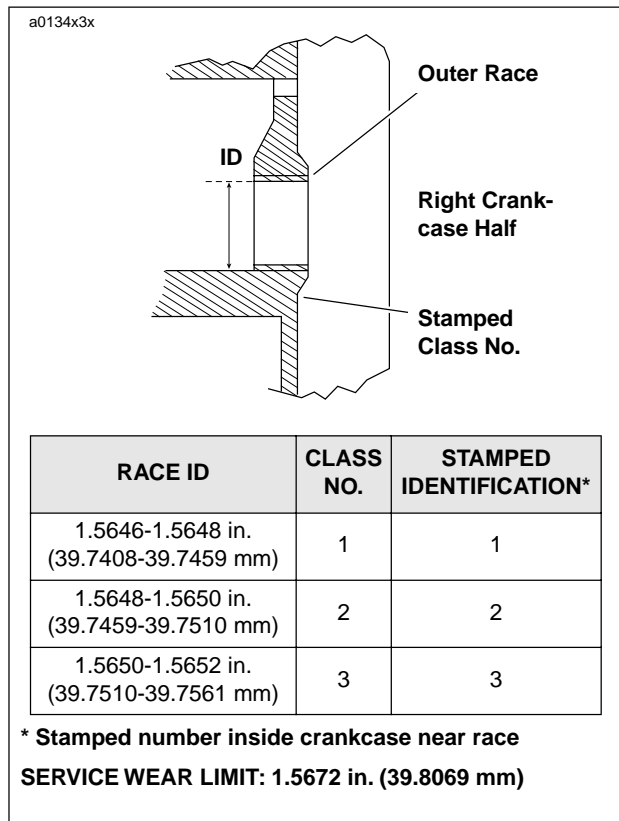 a0134x3x
Outer Race
ID
Right Crank-
case Half
Stamped
Class No.
RACE ID
CLASS
NO.
STAMPED
IDENTIFICATION*
1.5646-1.5648 in.
(39.7408-39.7459 mm)
1
1
1.5648-1.5650 in.
(39.7459-39.7510 mm)
2
2
1.5650-1.5652 in.
(39.7510-39.7561 mm)
3
3
* Stamped number inside crankcase near race
SERVICE WEAR LIMIT: 1.5672 in. (39.8069 mm)